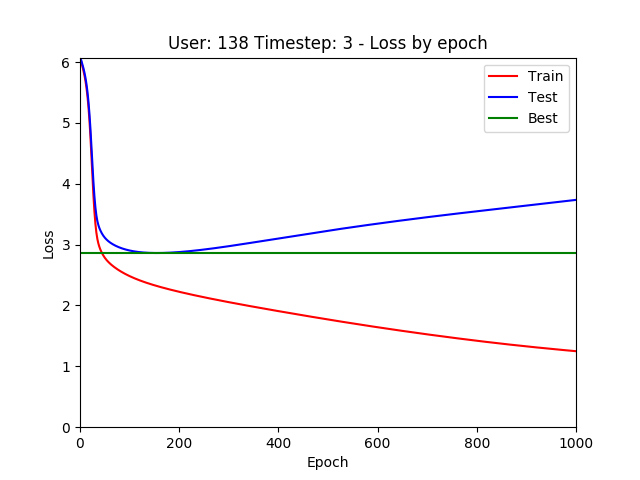 User: 138 Timestep: 3 - Loss by epoch
6
5
4
3
2
1
0
Loss
Train
Test
Best
0 200 400 600 800 1000
Epoch